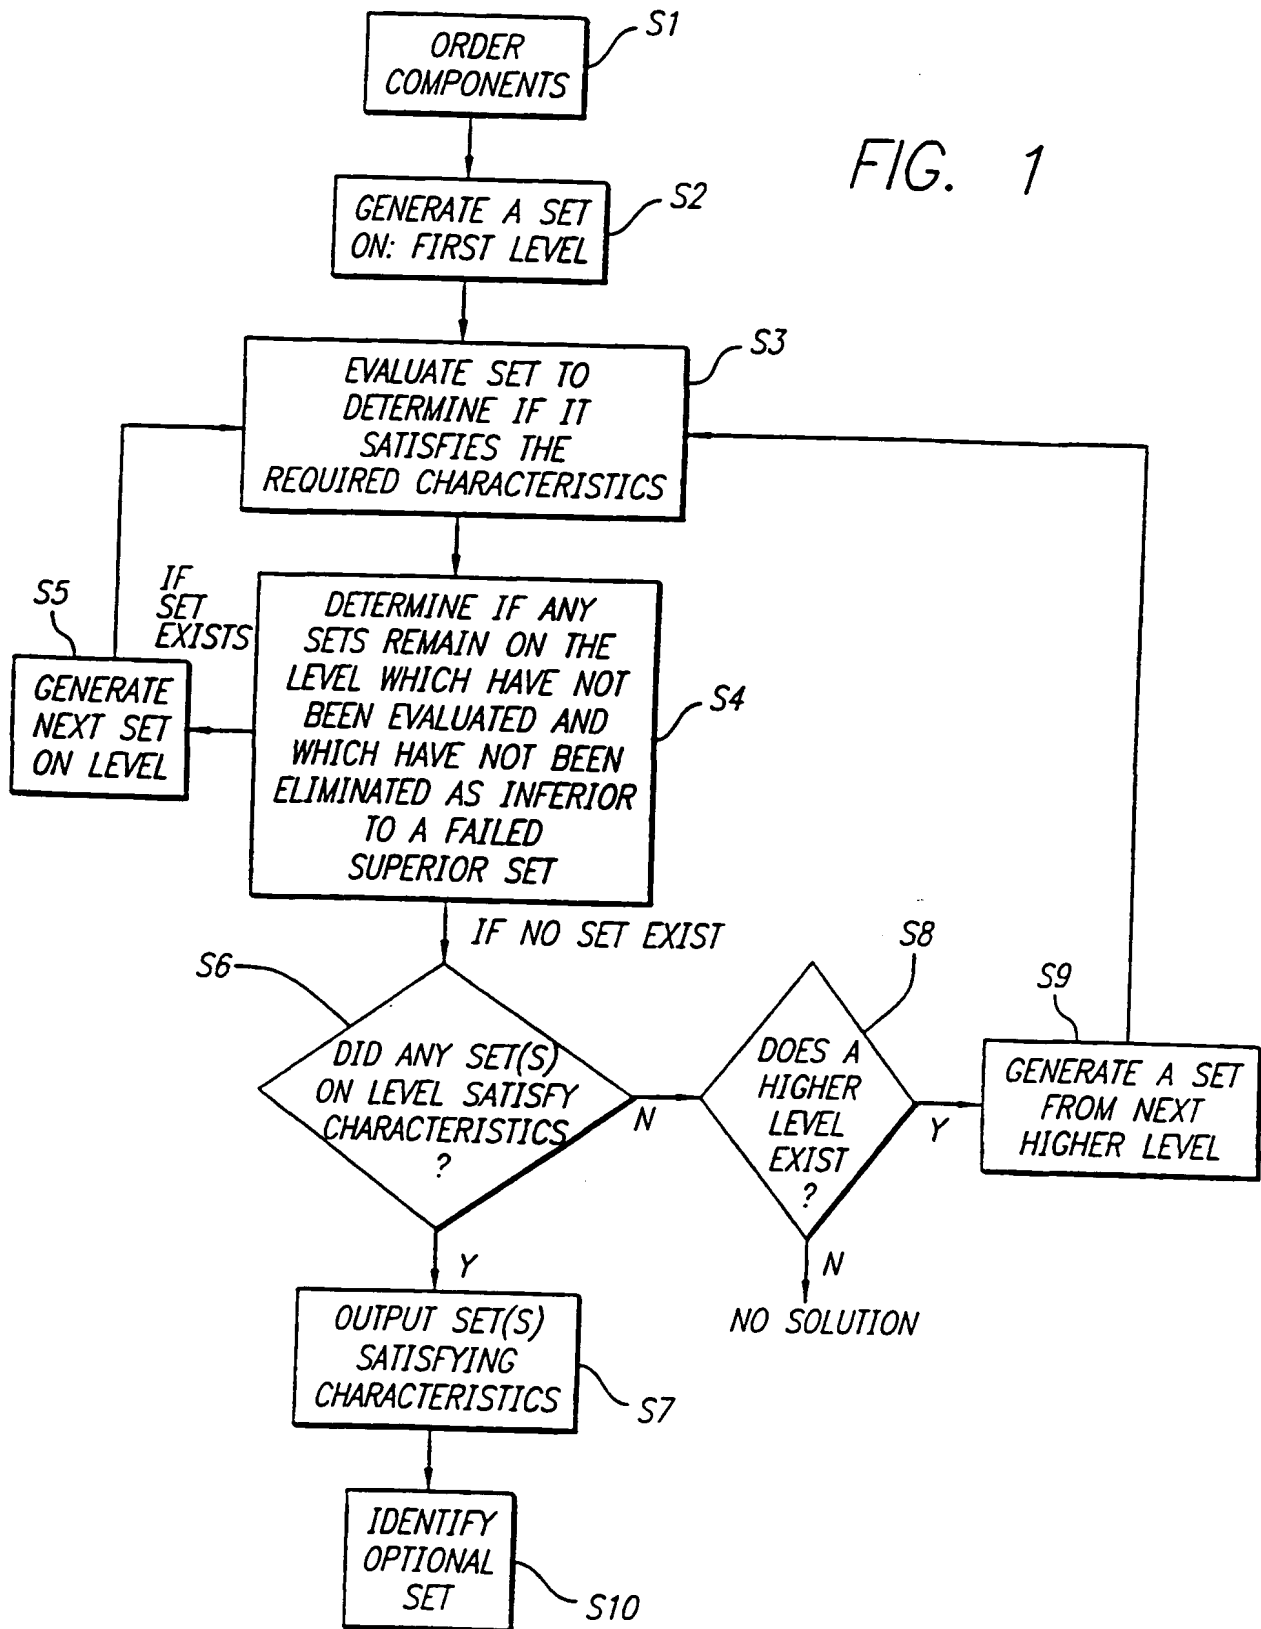 S1
ORDER
COMPONENTS
FIG. 1
S2
GENERATE A SET
ON: FIRST LEVEL
S3
EVALUATE SET TO
DETERMINE IF IT
SATISFIES THE
REQUIRED CHARACTERISTICS
S5
IF
SET
EXISTS
GENERATE
NEXT SET
ON LEVEL
DETERMINE IF ANY
SETS REMAIN ON THE
LEVEL WHICH HAVE NOT
BEEN EVALUATED AND
WHICH HAVE NOT BEEN
ELIMINATED AS INFERIOR
TO A FAILED
SUPERIOR SET
S4
IF NO SET EXIST
S6
DID ANY SET(S)
ON LEVEL SATISFY
CHARACTERISTICS
?
N
Y
S8
DOES A
HIGHER
LEVEL
EXIST
?
Y
N
NO SOLUTION
S9
GENERATE A SET
FROM NEXT
HIGHER LEVEL
OUTPUT SET(S)
SATISFYING
CHARACTERISTICS
S7
IDENTIFY
OPTIONAL
SET
S10